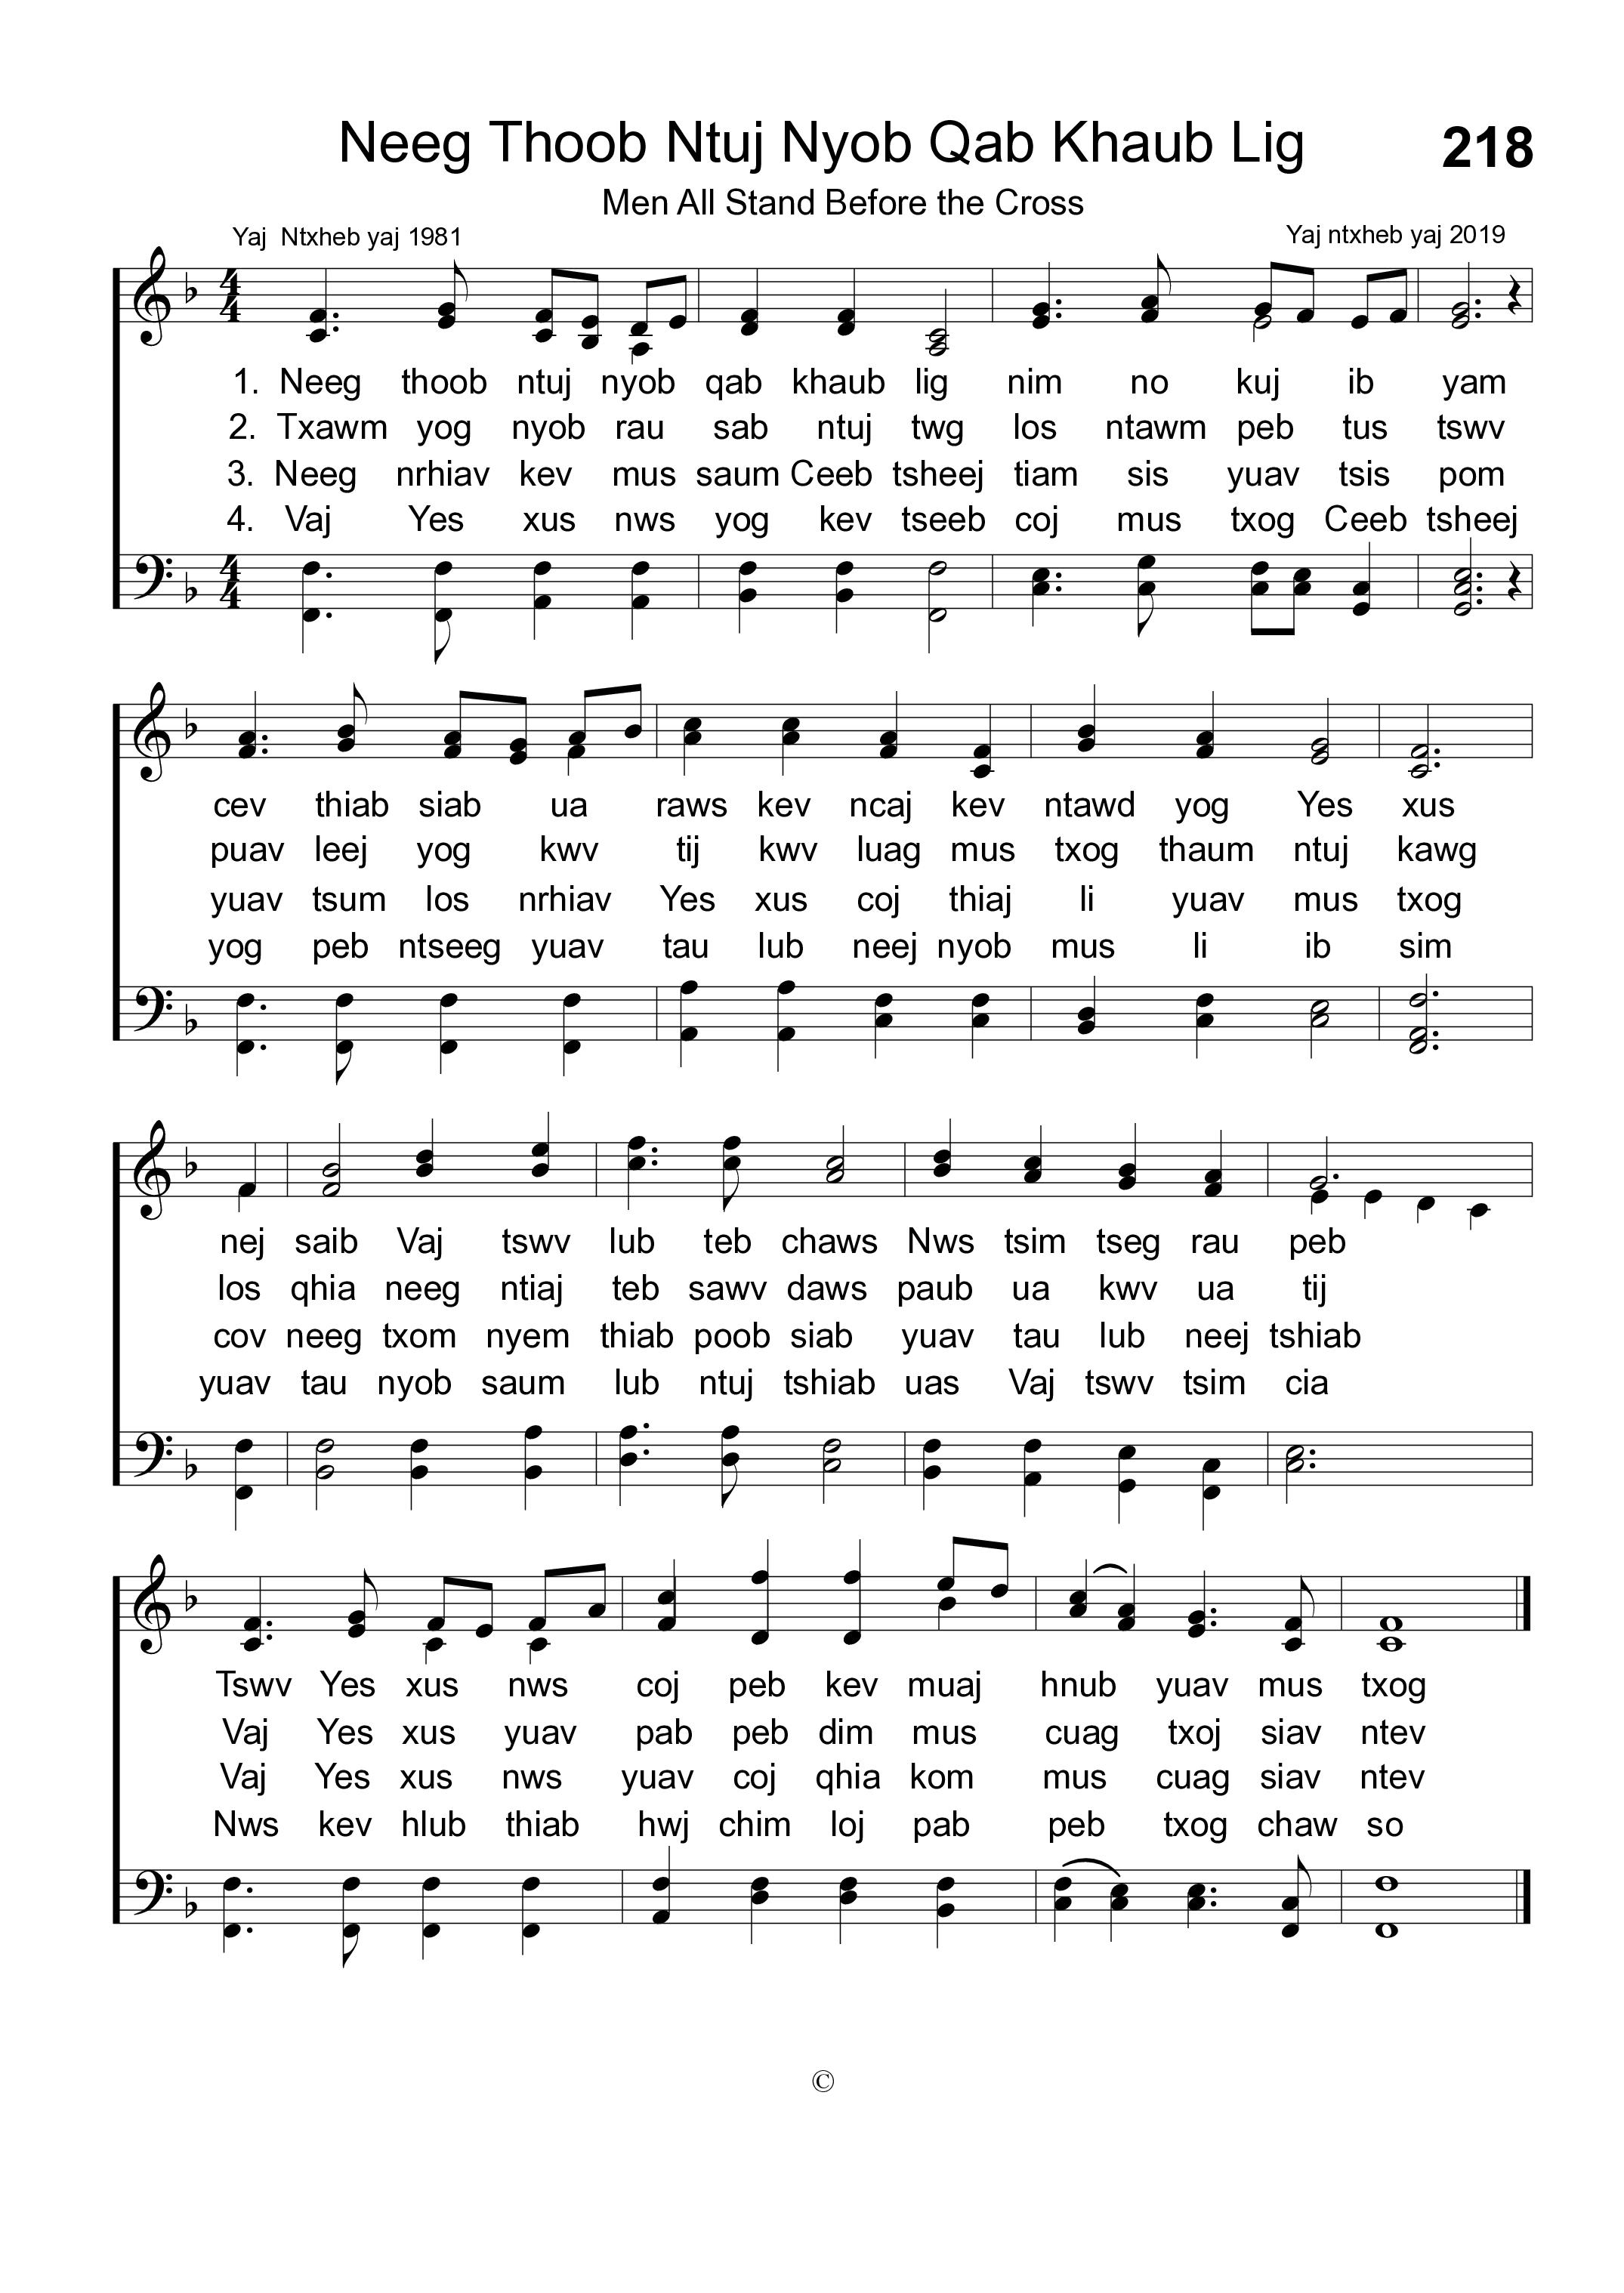 Neeg Thoob Ntuj Nyob Qab Khaub Lig 218
Men All Stand Before the Cross
Yaj Ntxheb yaj 1981 Yaj ntxheb yaj 2019
1. Neeg thoob ntuj nyob qab khaub lig nim no kuj ib yam
2. Txawm yog nyob rau sab ntuj twg los ntawm peb tus tswv
3. Neeg nrhiav kev mus saum Ceeb tsheej tiam sis yuav tsis pom
4. Vaj Yes xus nws yog kev tseeb coj mus txog Ceeb tsheej
cev thiab siab ua raws kev ncaj kev ntawd yog Yes xus
puav leej yog kwv tij kwv luag mus txog thaum ntuj kawg
yuav tsum los nrhiav Yes xus coj thiaj li yuav mus txog
yog peb ntseeg yuav tau lub neej nyob mus li ib sim
nej saib Vaj tswv lub teb chaws Nws tsim tseg rau peb
los qhia neeg ntiaj teb sawv daws paub ua kwv ua tij
cov neeg txom nyem thiab poob siab yuav tau lub neej tshiab
yuav tau nyob saum lub ntuj tshiab uas Vaj tswv tsim cia
Tswv Yes xus nws coj peb kev muaj hnub yuav mus txog
Vaj Yes xus yuav pab peb dim mus cuag txoj siav ntev
Vaj Yes xus nws yuav coj qhia kom mus cuag siav ntev
Nws kev hlub thiab hwj chim loj pab peb txog chaw so
©